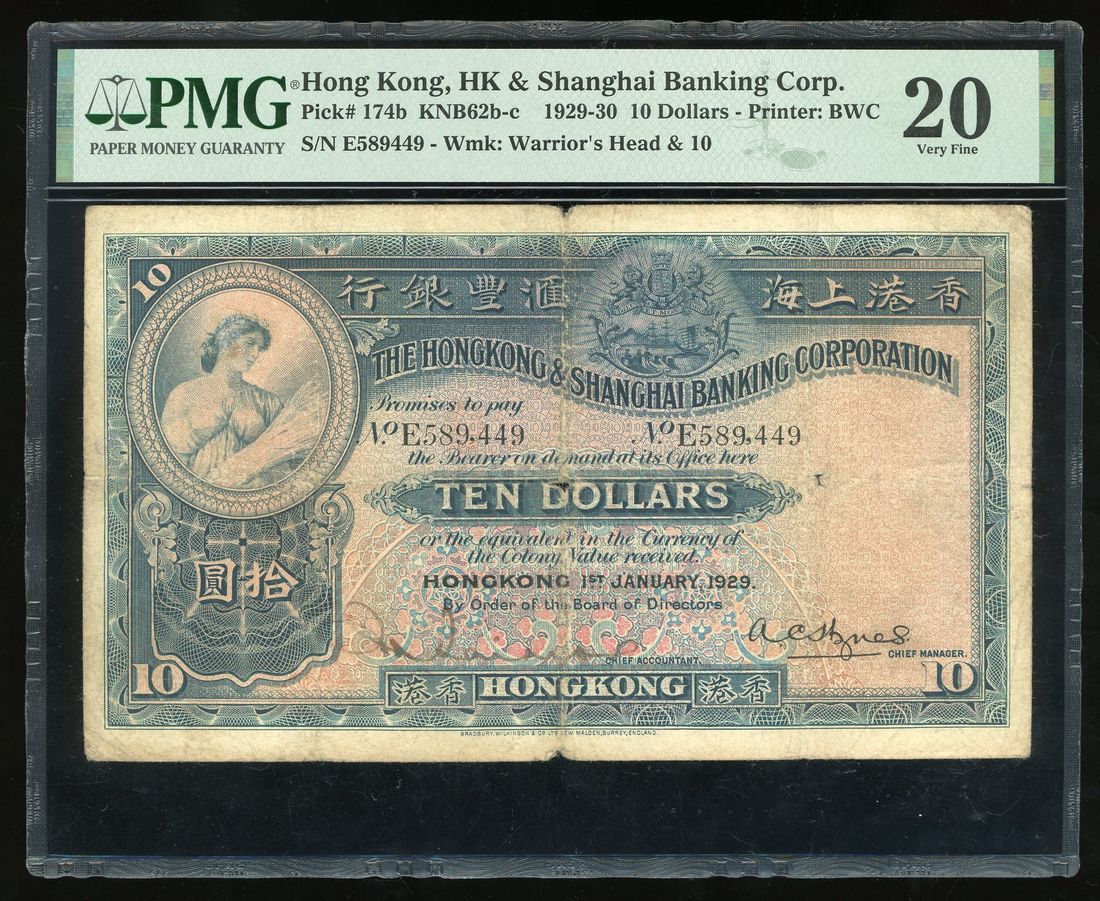 PMG
PAPER MONEY GUARANTY
®
Hong Kong, HK & Shanghai Banking Corp.
Pick# 174b KNB62b-c 1929-30 10 Dollars - Printer: BWC
S/N E589449 - Wmk: Warrior's Head & 10
20
Very Fine
10
行銀豐滙
海上港香
THE HONGKONG & SHANGHAI BANKING CORPORATION
Promises to pay
No E589,449 No E589,449
the Bearer on demand at its Office here
TEN DOLLARS
or the equivalent in the Currency of
the Colony, Value received.
HONGKONG 1ST JANUARY, 1929.
By Order of the Board of Directors
圓拾
A.C. Hynes
CHIEF ACCOUNTANT.
CHIEF MANAGER.
10
港香
HONGKONG
港香
10
BRADBURY, WILKINSON & CO LTD NEW MALDEN, SURREY, ENGLAND.